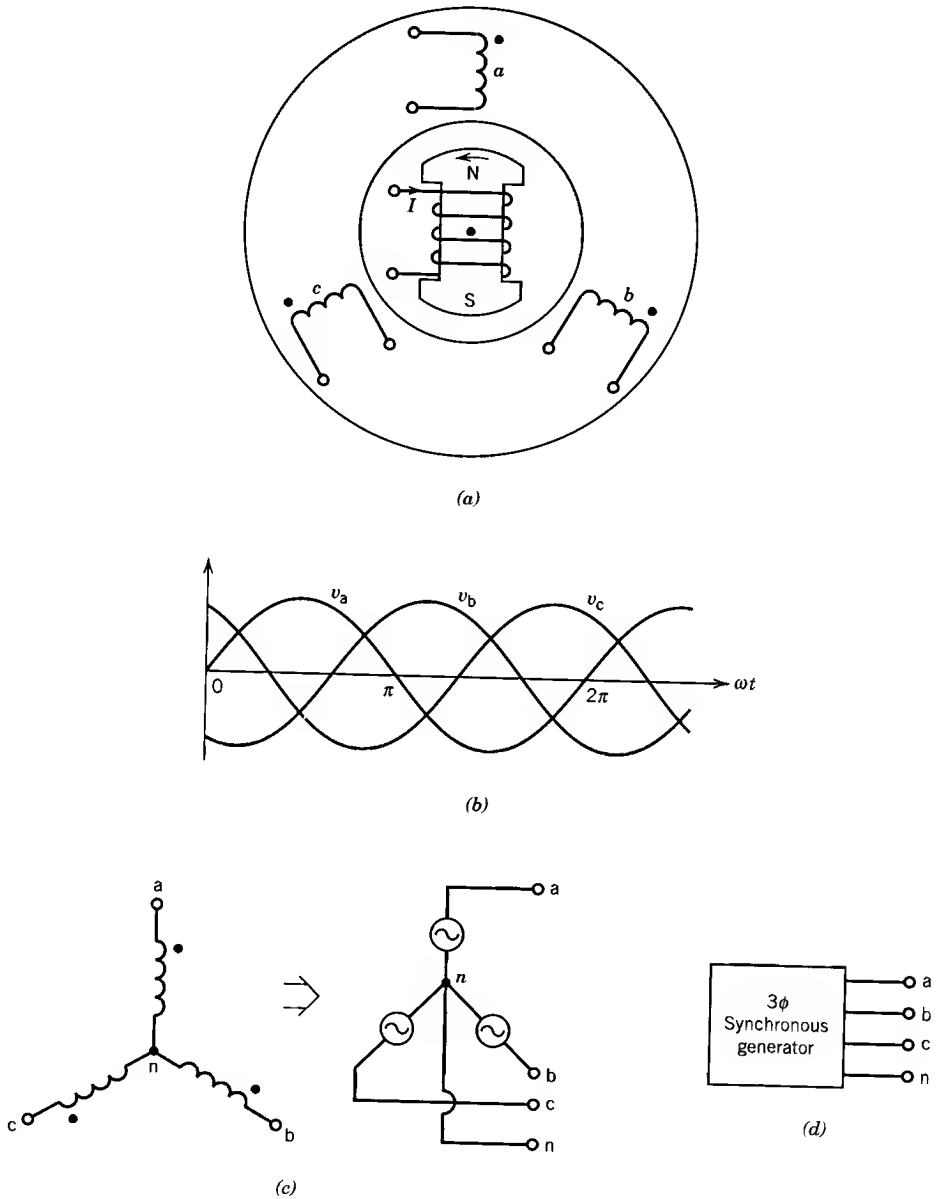 a
N
I
S
c
b
(a)
v_a
v_b
v_c
0
π
2π
ωt
(b)
a
n
c
b
a
n
b
c
n
(c)
3ϕ
Synchronous
generator
a
b
c
n
(d)